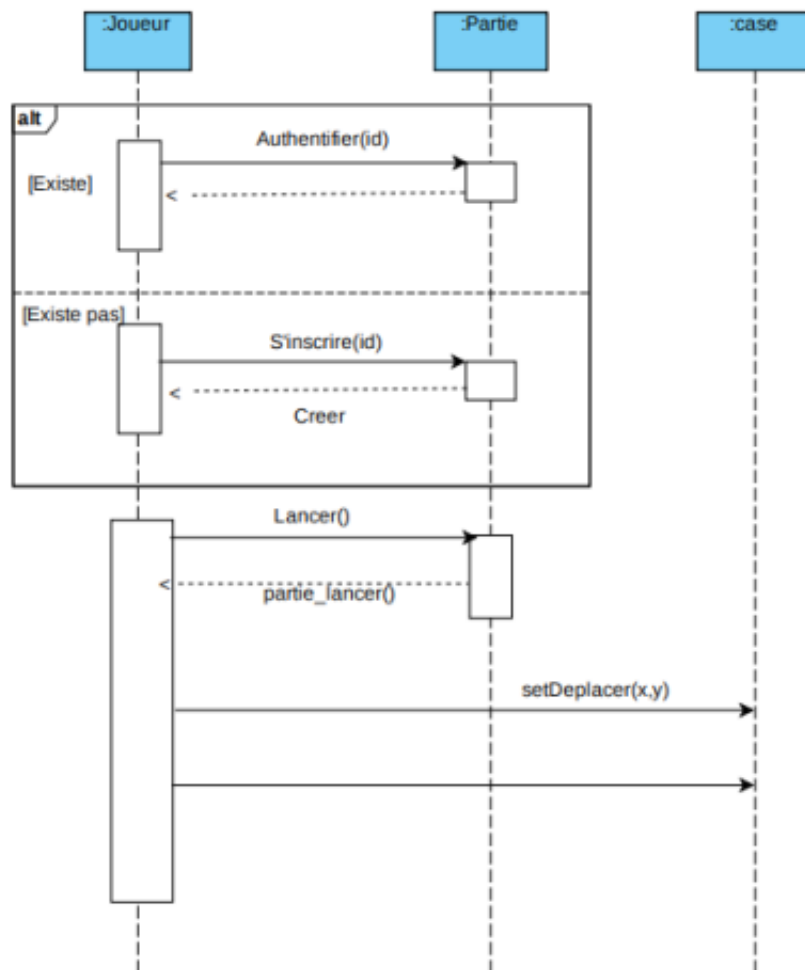 :Joueur
:Partie
:case
alt
Authentifier(id)
[Existe]
<
[Existe pas]
S'inscrire(id)
<
Creer
Lancer()
<
partie_lancer()
setDeplacer(x,y)